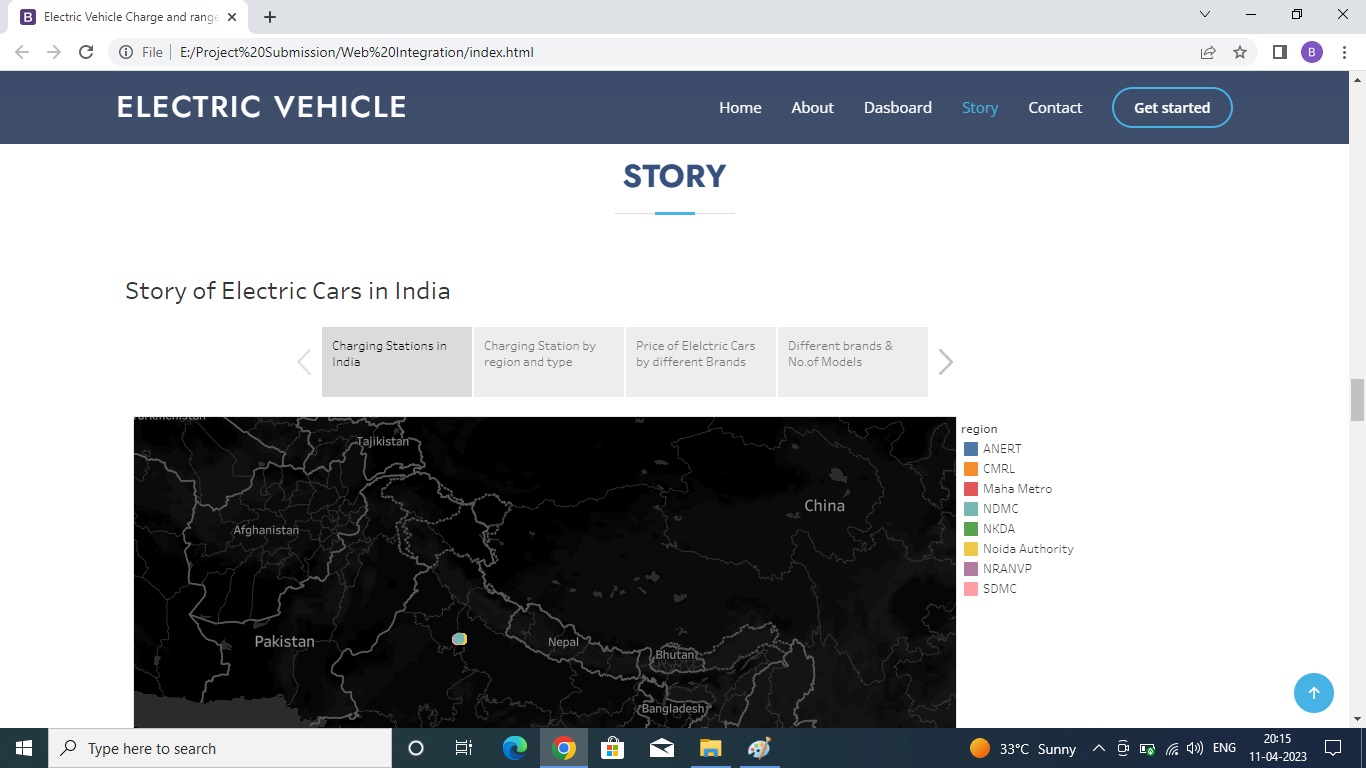 Electric Vehicle Charge and range
File
E:/Project%20Submission/Web%20Integration/index.html
B
ELECTRIC VEHICLE
Home
About
Dasboard
Story
Contact
Get started
STORY
Story of Electric Cars in India
Charging Stations in
India
Charging Station by
region and type
Price of Elelctric Cars
by different Brands
Different brands &
No.of Models
Tajikistan
China
Afghanistan
Pakistan
Nepal
Bhutan
Bangladesh
region
ANERT
CMRL
Maha Metro
NDMC
NKDA
Noida Authority
NRANVP
SDMC
Type here to search
33°C Sunny
ENG
20:15
11-04-2023